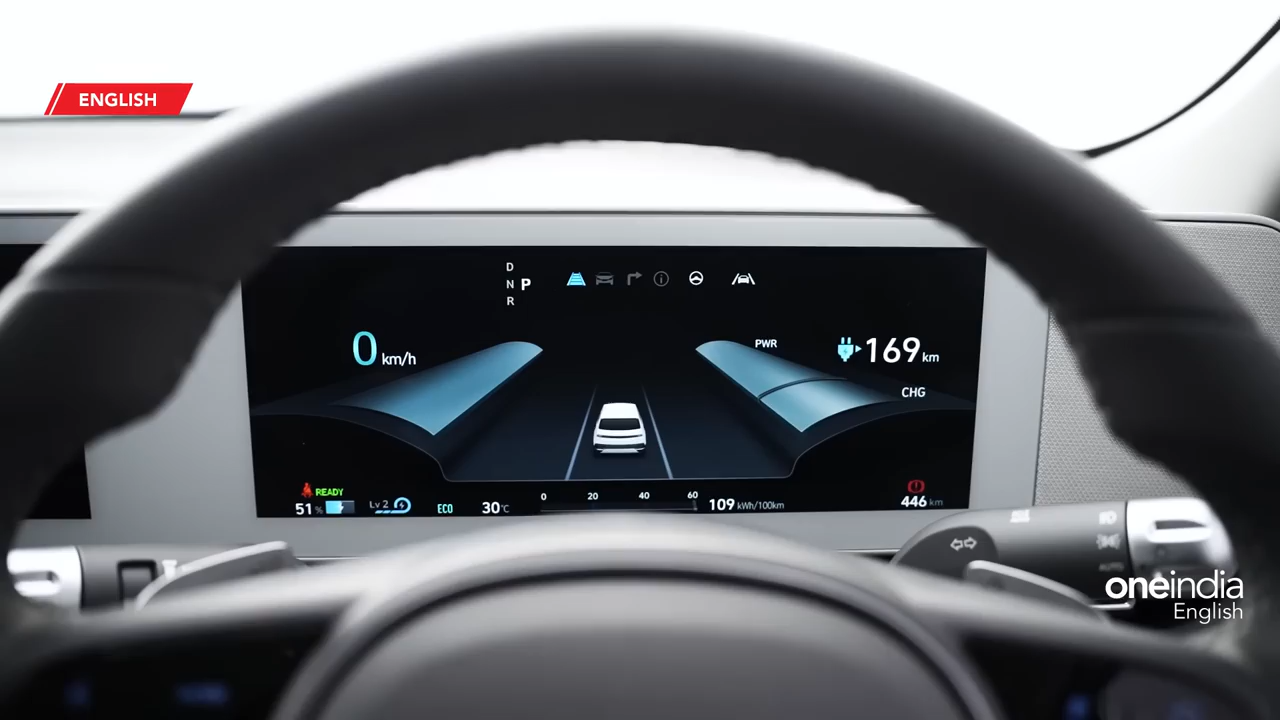 ENGLISH
D
N P
R
0 km/h
PWR
169 km
CHG
READY
51 %
Lv 2
ECO
30°C
0 20 40 60
109 kWh/100km
446 km
AUTO
oneindia
English